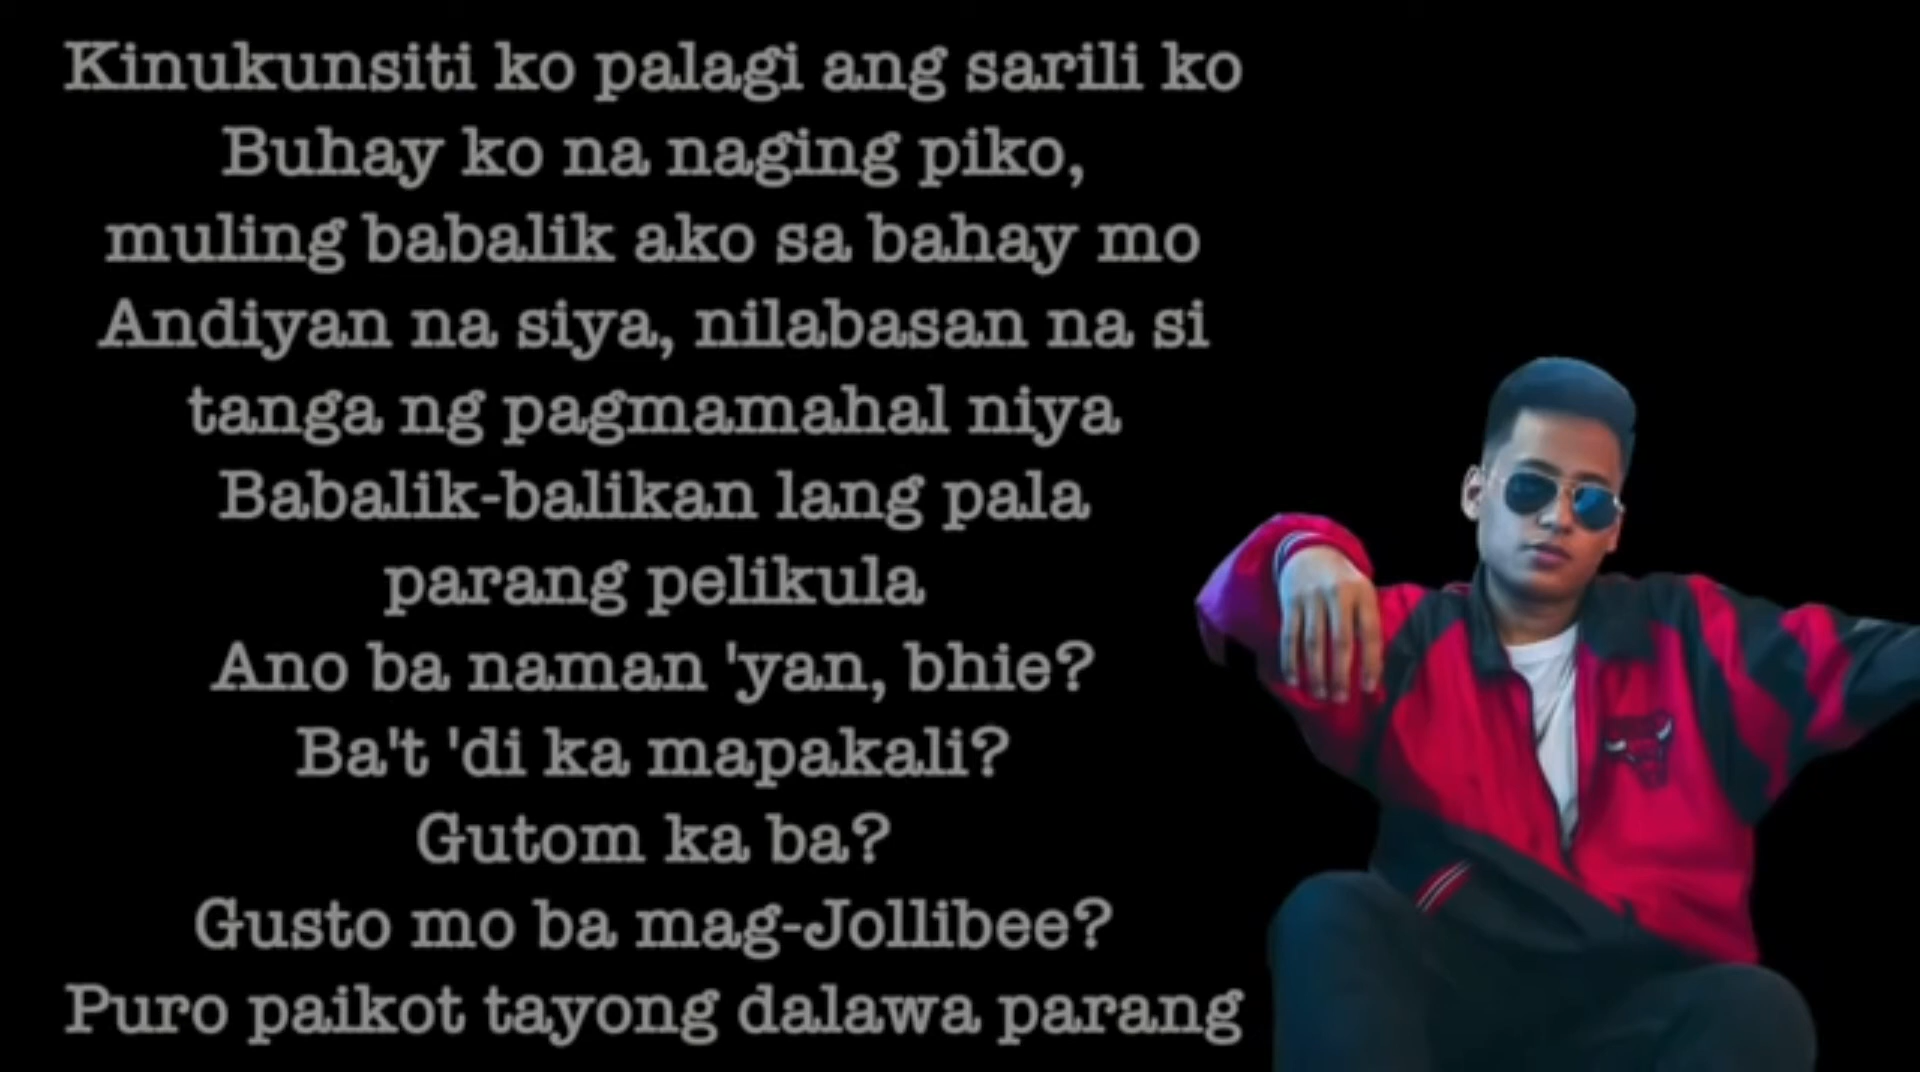 Kinukunsiti ko palagi ang sarili ko
Buhay ko na naging piko,
muling babalik ako sa bahay mo
Andiyan na siya, nilabasan na si
tanga ng pagmamahal niya
Babalik-balikan lang pala
parang pelikula
Ano ba naman 'yan, bhie?
Ba't 'di ka mapakali?
Gutom ka ba?
Gusto mo ba mag-Jollibee?
Puro paikot tayong dalawa parang